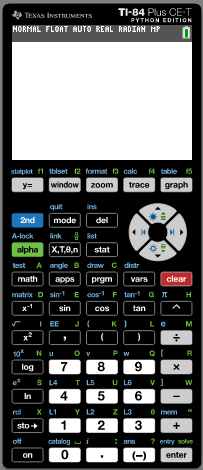 TEXAS INSTRUMENTS TI-84 Plus CE-T
PYTHON EDITION
NORMAL FLOAT AUTO REAL RADIAN MP
statplot f1 tblset f2 format f3 calc f4 table f5
y= window zoom trace graph
quit ins
2nd mode del
A-lock link
alpha X,T,θ,n stat
test A angle B draw C distr
math apps prgm vars clear
matrix D sin⁻¹ E cos⁻¹ F tan⁻¹ G π H
x⁻¹ sin cos tan ^
√ I EE J { K } L e M
x² , ( ) ÷
10ˣ N u O v P w Q [ R
log 7 8 9 ×
eˣ S L4 T L5 U L6 V ] W
ln 4 5 6 −
rcl X L1 Y L2 Z L3 θ mem "
sto→ 1 2 3 +
off catalog i : ans ? entry solve
on 0 . (−) enter